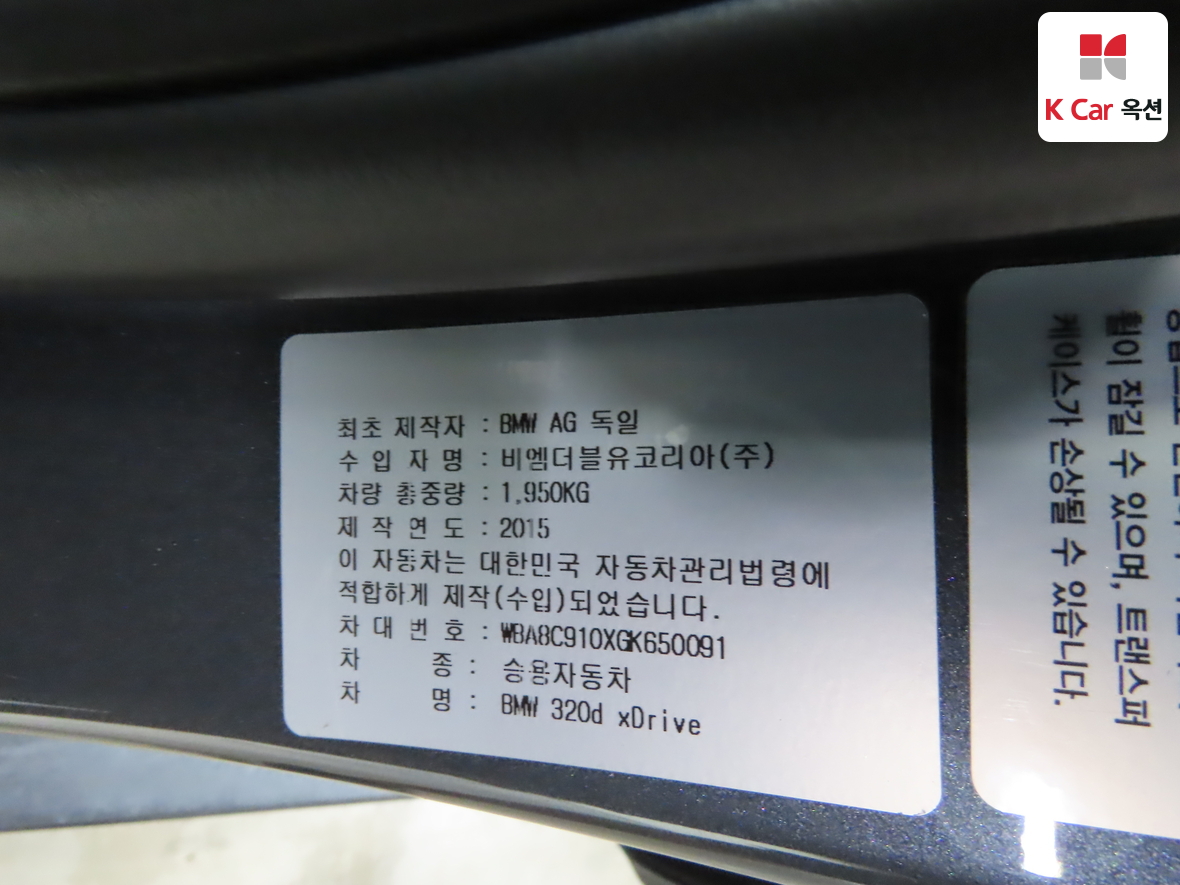 K Car 옥션
최초 제작자 : BMW AG 독일
수 입 자 명 : 비엠더블유코리아(주)
차량 총중량 : 1,950KG
제 작 연 도 : 2015
이 자동차는 대한민국 자동차관리법령에
적합하게 제작(수입)되었습니다.
차 대 번 호 : WBA8C910XGK650091
차 종 : 승용자동차
차 명 : BMW 320d xDrive
휠이 잠길 수 있으며, 트랜스퍼
케이스가 손상될 수 있습니다.